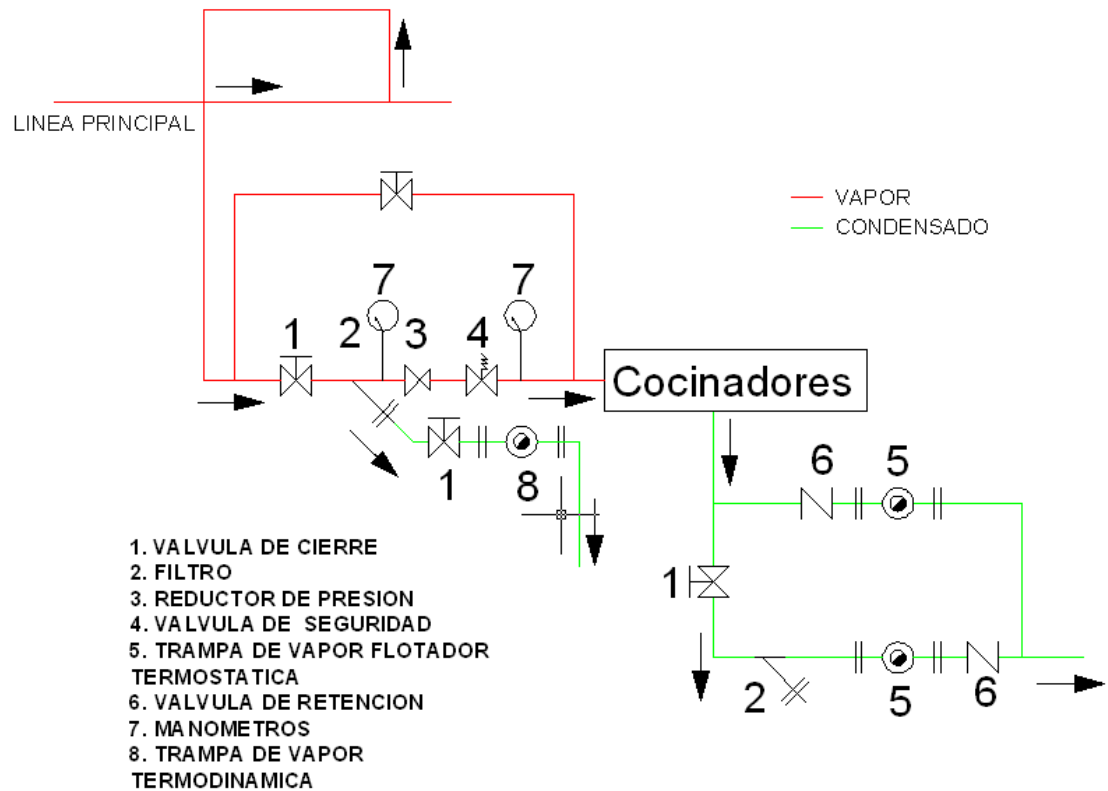 LINEA PRINCIPAL
VAPOR
CONDENSADO
7
7
1
2
3
4
Cocinadores
1
8
6
5
1
2
5
6
1. VALVULA DE CIERRE
2. FILTRO
3. REDUCTOR DE PRESION
4. VALVULA DE SEGURIDAD
5. TRAMPA DE VAPOR FLOTADOR
TERMOSTATICA
6. VALVULA DE RETENCION
7. MANOMETROS
8. TRAMPA DE VAPOR
TERMODINAMICA